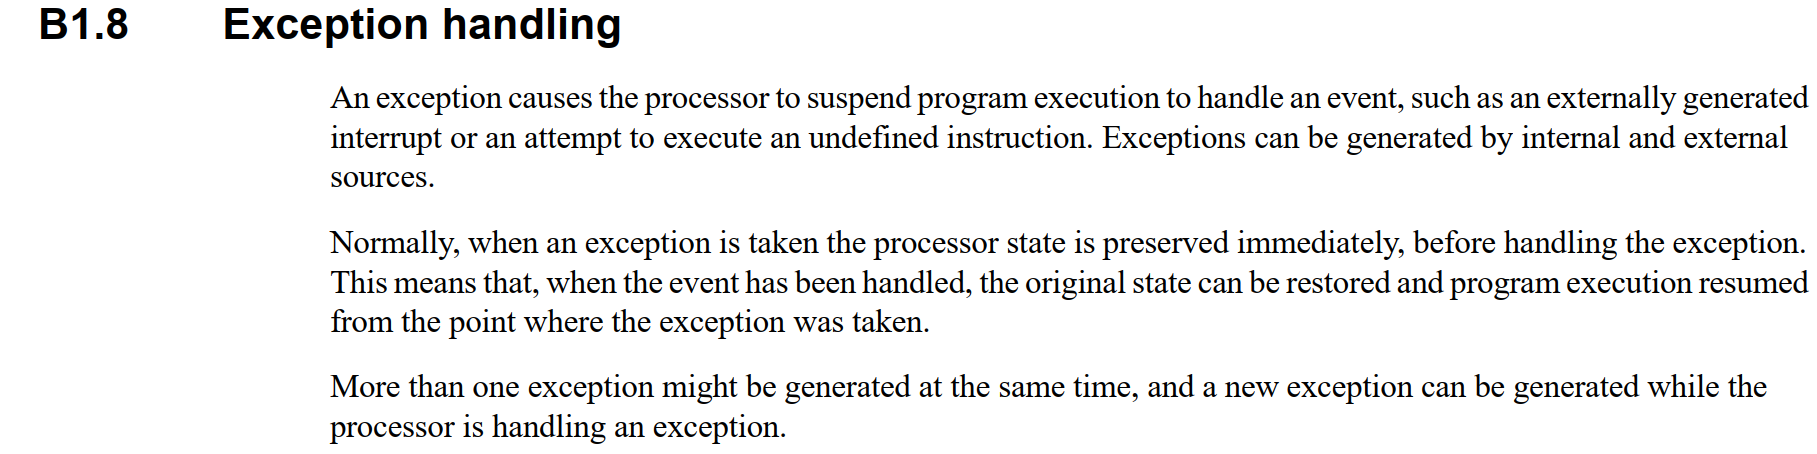 B1.8 Exception handling
An exception causes the processor to suspend program execution to handle an event, such as an externally generated
interrupt or an attempt to execute an undefined instruction. Exceptions can be generated by internal and external
sources.
Normally, when an exception is taken the processor state is preserved immediately, before handling the exception.
This means that, when the event has been handled, the original state can be restored and program execution resumed
from the point where the exception was taken.
More than one exception might be generated at the same time, and a new exception can be generated while the
processor is handling an exception.